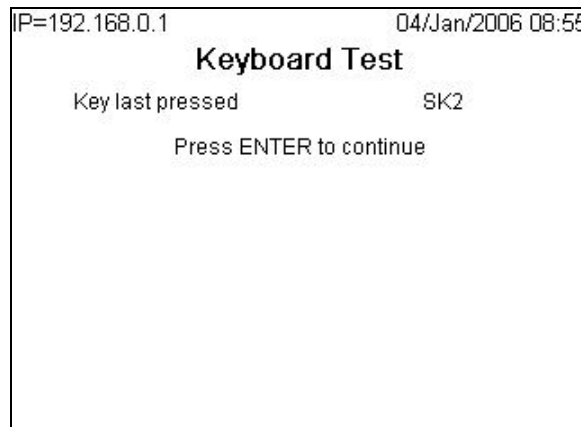 IP=192.168.0.1 04/Jan/2006 08:55
Keyboard Test
Key last pressed SK2
Press ENTER to continue